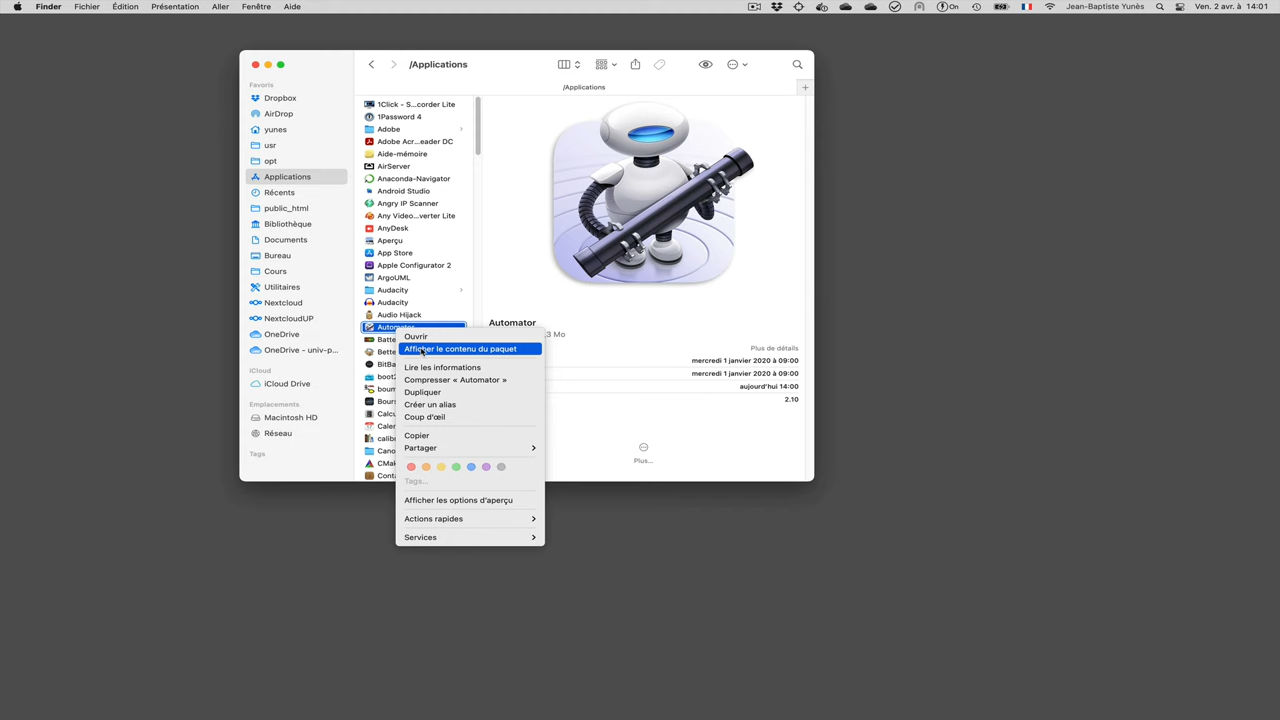 Finder Fichier Édition Présentation Aller Fenêtre Aide On Jean-Baptiste Yunès Ven. 2 avr. à 14:01
/Applications
/Applications
Favoris
Dropbox
AirDrop
yunes
usr
opt
Applications
Récents
public_html
Bibliothèque
Documents
Bureau
Cours
Utilitaires
Nextcloud
NextcloudUP
OneDrive
OneDrive - univ-p...
iCloud
iCloud Drive
Emplacements
Macintosh HD
Réseau
Tags
1Click - S...corder Lite
1Password 4
Adobe
Adobe Acr...eader DC
Aide-mémoire
AirServer
Anaconda-Navigator
Android Studio
Angry IP Scanner
Any Video...verter Lite
AnyDesk
Aperçu
App Store
Apple Configurator 2
ArgoUML
Audacity
Audacity
Audio Hijack
Automator
Ouvrir
Afficher le contenu du paquet
Lire les informations
Compresser « Automator »
Dupliquer
Créer un alias
Coup d'œil
Copier
Partager
Tags...
Afficher les options d'aperçu
Actions rapides
Services
Automator
3 Mo
Plus de détails
mercredi 1 janvier 2020 à 09:00
mercredi 1 janvier 2020 à 09:00
aujourd'hui 14:00
2.10
Plus...